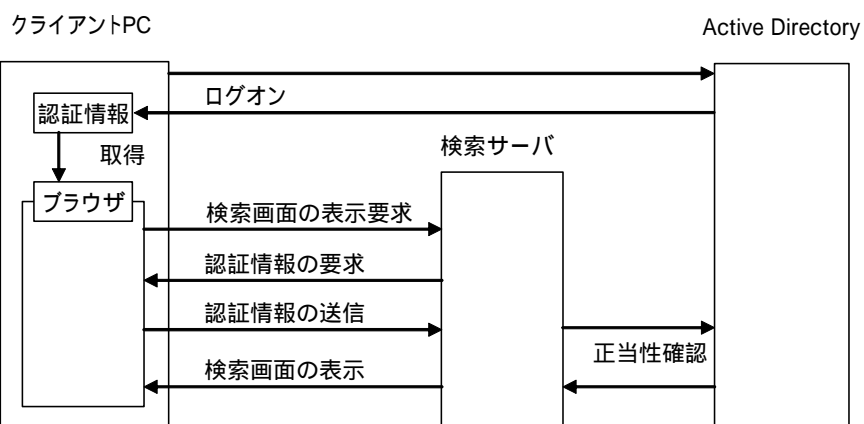 クライアントPC
Active Directory
ログオン
認証情報
取得
検索サーバ
ブラウザ
検索画面の表示要求
認証情報の要求
認証情報の送信
正当性確認
検索画面の表示